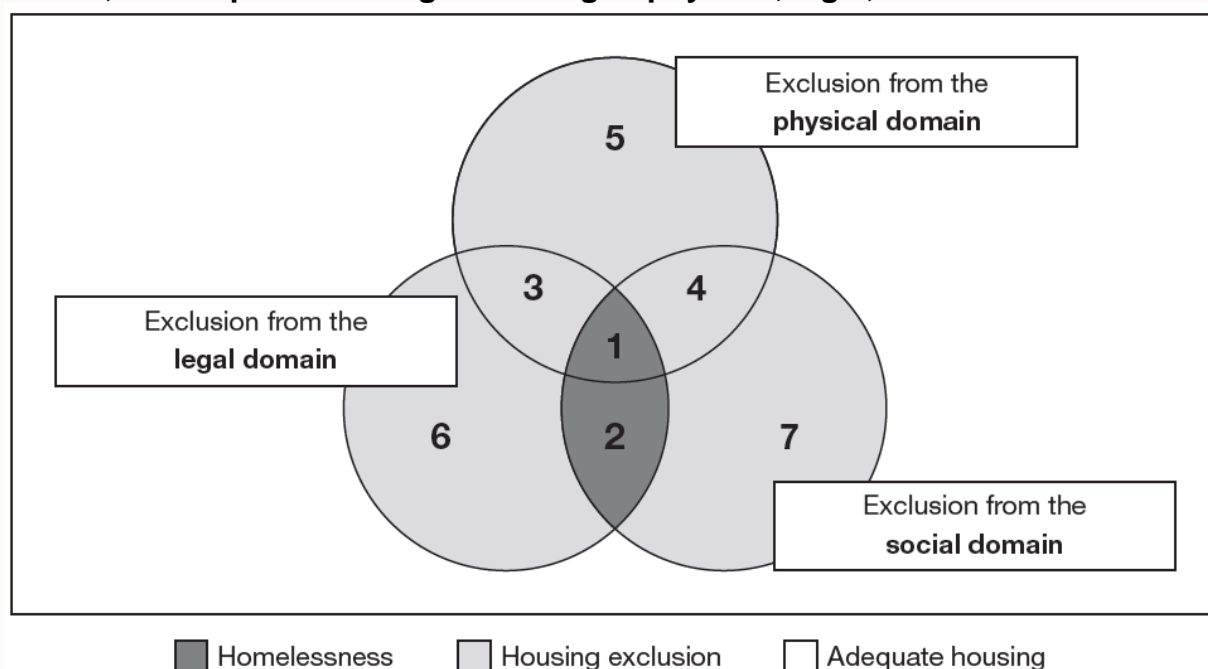 Exclusion from the
physical domain
5
3
4
Exclusion from the
legal domain
1
6
2
7
Exclusion from the
social domain
Homelessness
Housing exclusion
Adequate housing